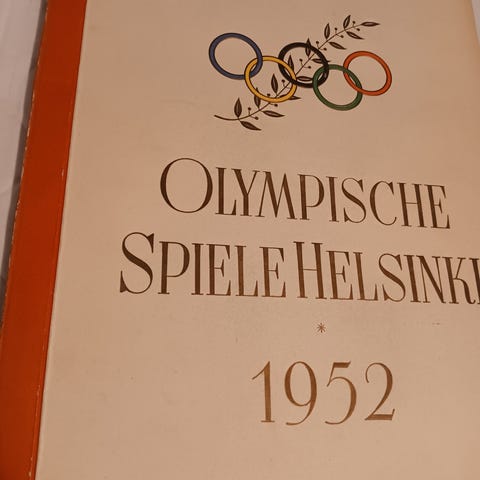 OLYMPISCHE
SPIELE HELSINKI
*
1952